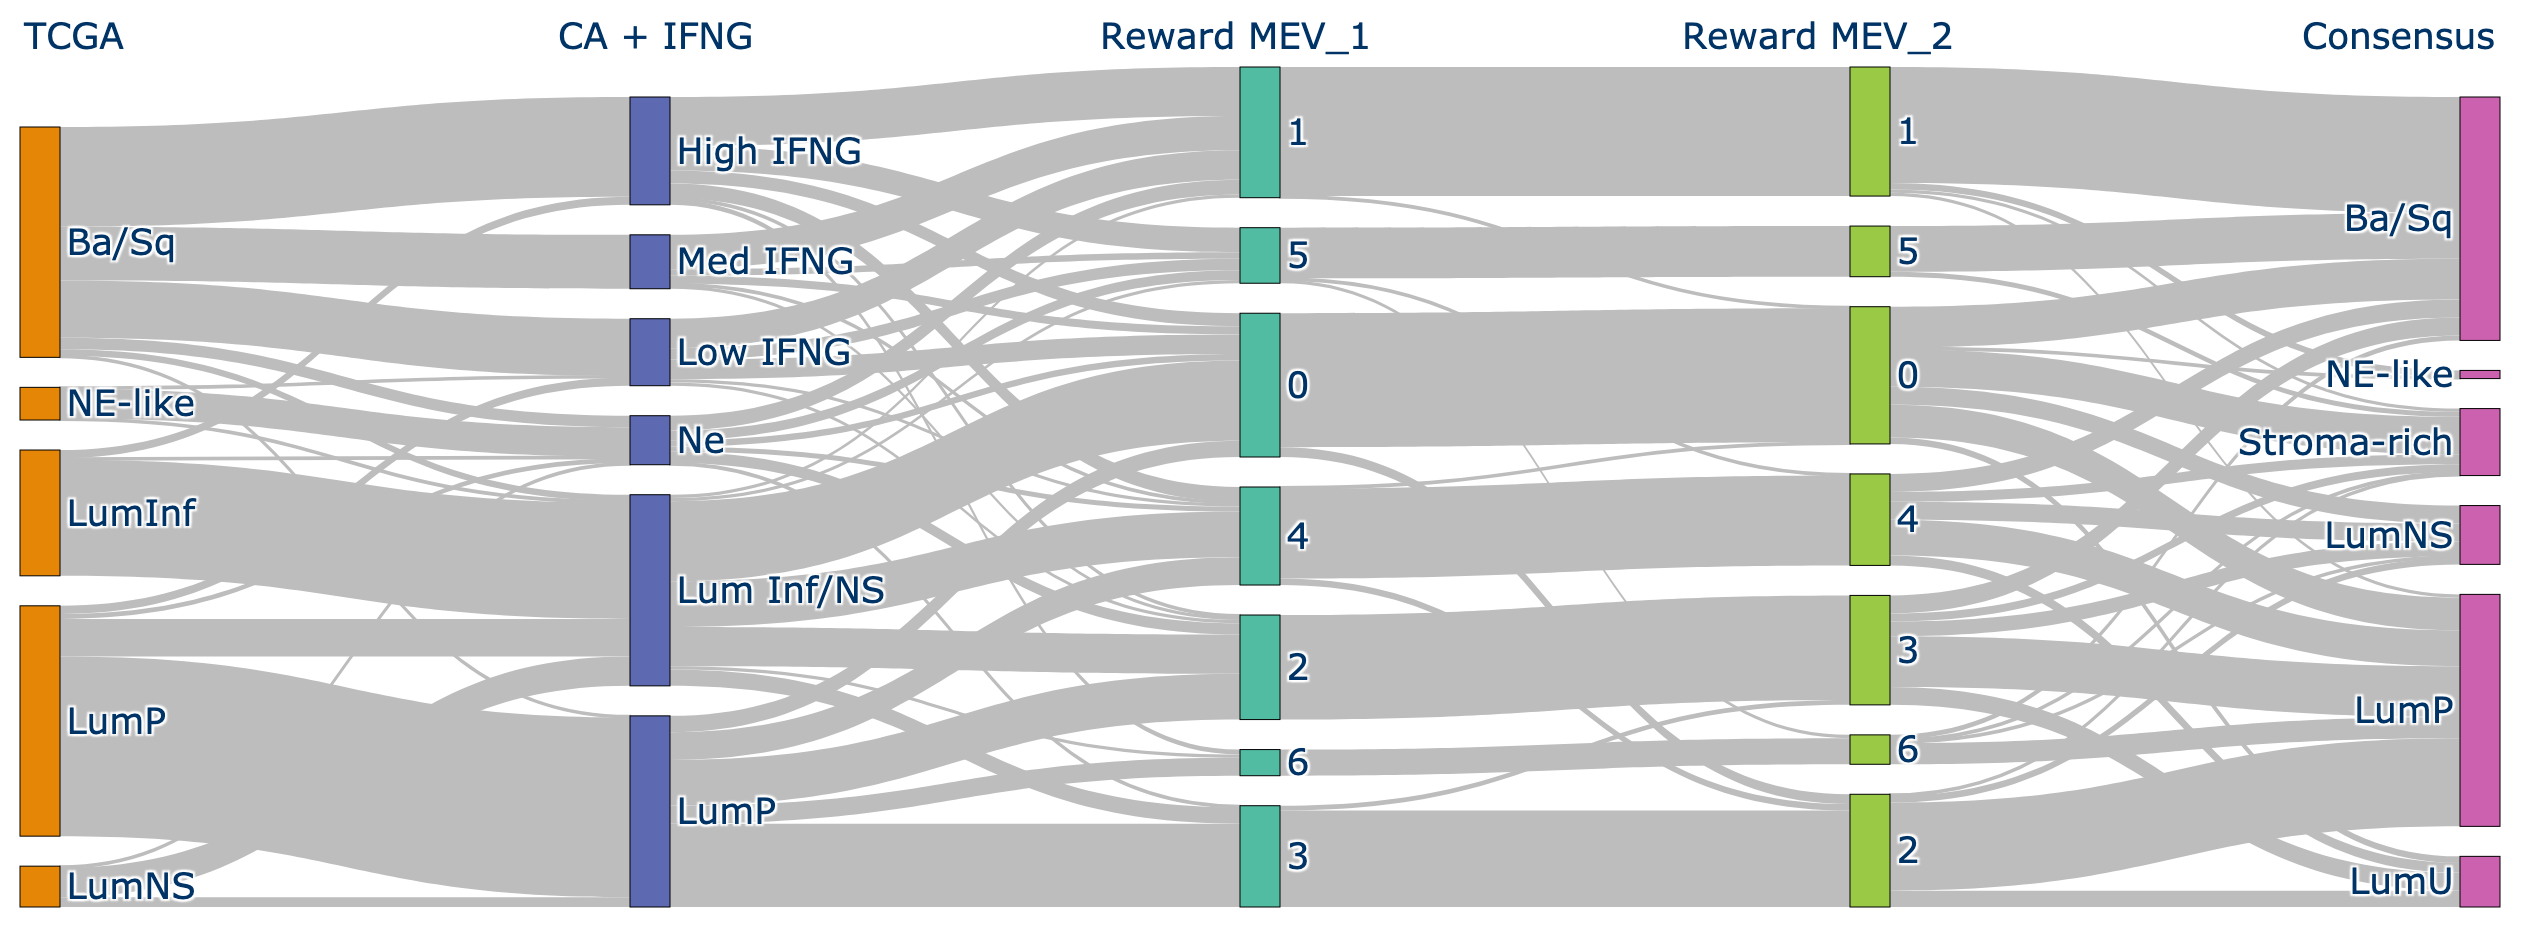 TCGA
CA + IFNG
Reward MEV_1
Reward MEV_2
Consensus
Ba/Sq
NE-like
LumInf
LumP
LumNS
High IFNG
Med IFNG
Low IFNG
Ne
Lum Inf/NS
LumP
1
5
0
4
2
6
3
1
5
0
4
3
6
2
Ba/Sq
NE-like
Stroma-rich
LumNS
LumP
LumU